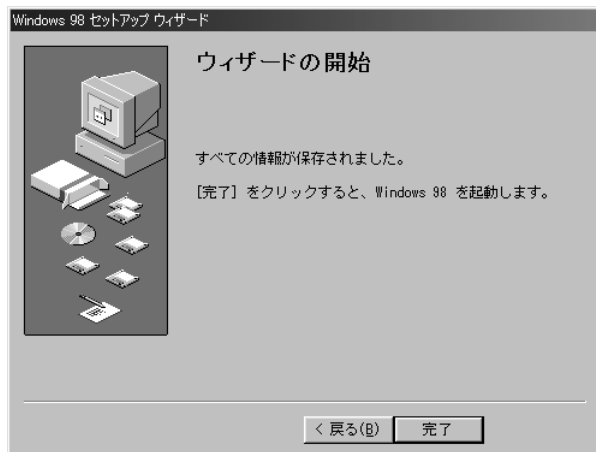 Windows 98 セットアップ ウィザード
ウィザードの開始
すべての情報が保存されました。
[完了] をクリックすると、Windows 98 を起動します。
< 戻る(B)
完了